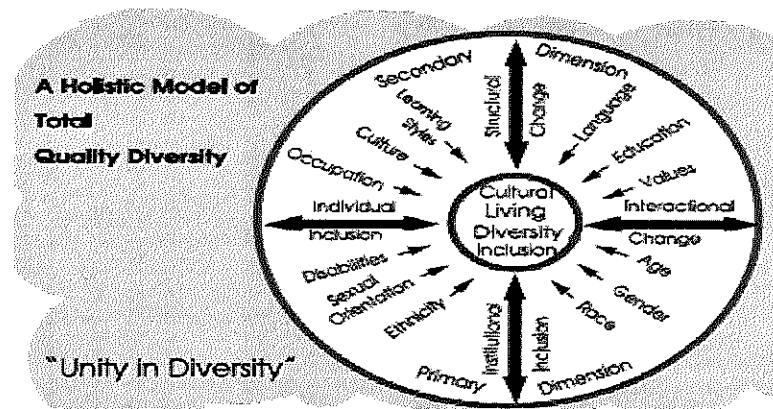 A Holistic Model of
Total
Quality Diversity
Secondary Dimension
Structural
Change
Learning
Styles
Culture
Occupation
Language
Education
Values
Individual
Inclusion
Cultural
Living
Diversity
Inclusion
Interactional
Change
Disabilities
Sexual
Orientation
Ethnicity
Age
Gender
Race
Institutional
Inclusion
Primary Dimension
"Unity in Diversity"